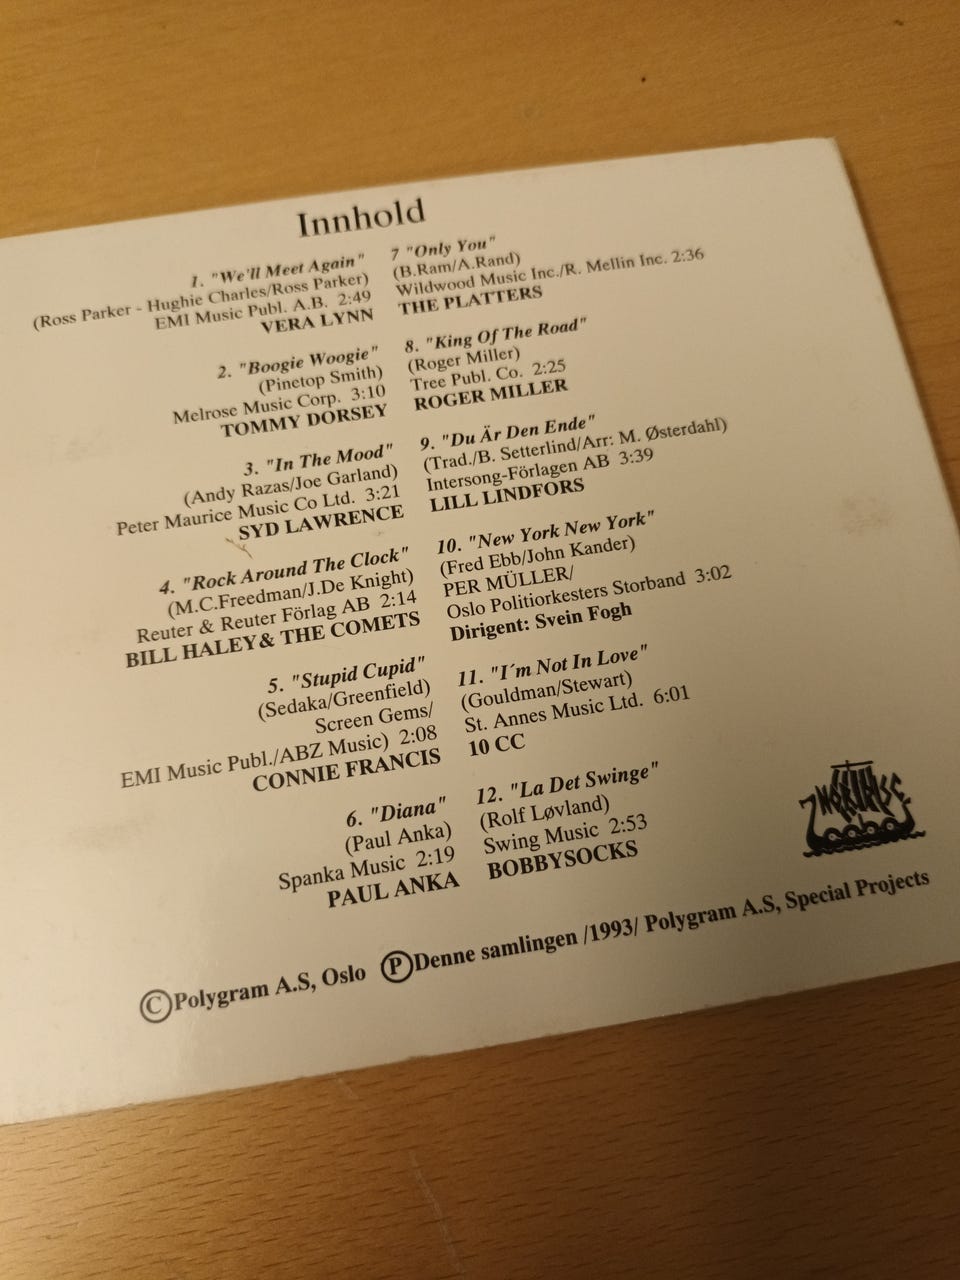 Innhold
1. "We'll Meet Again"
(Ross Parker - Hughie Charles/Ross Parker)
EMI Music Publ. A.B. 2:49
VERA LYNN
2. "Boogie Woogie"
(Pinetop Smith)
Melrose Music Corp. 3:10
TOMMY DORSEY
3. "In The Mood"
(Andy Razas/Joe Garland)
Peter Maurice Music Co Ltd. 3:21
SYD LAWRENCE
4. "Rock Around The Clock"
(M.C.Freedman/J.De Knight)
Reuter & Reuter Förlag AB 2:14
BILL HALEY& THE COMETS
5. "Stupid Cupid"
(Sedaka/Greenfield)
Screen Gems/
EMI Music Publ./ABZ Music) 2:08
CONNIE FRANCIS
6. "Diana"
(Paul Anka)
Spanka Music 2:19
PAUL ANKA
7 "Only You"
(B.Ram/A.Rand)
Wildwood Music Inc./R. Mellin Inc. 2:36
THE PLATTERS
8. "King Of The Road"
(Roger Miller)
Tree Publ. Co. 2:25
ROGER MILLER
9. "Du Är Den Ende"
(Trad./B. Setterlind/Arr: M. Østerdahl)
Intersong-Förlagen AB 3:39
LILL LINDFORS
10. "New York New York"
(Fred Ebb/John Kander)
PER MÜLLER/
Oslo Politiorkesters Storband 3:02
Dirigent: Svein Fogh
11. "I´m Not In Love"
(Gouldman/Stewart)
St. Annes Music Ltd. 6:01
10 CC
12. "La Det Swinge"
(Rolf Løvland)
Swing Music 2:53
BOBBYSOCKS
©Polygram A.S, Oslo ℗Denne samlingen /1993/ Polygram A.S, Special Projects